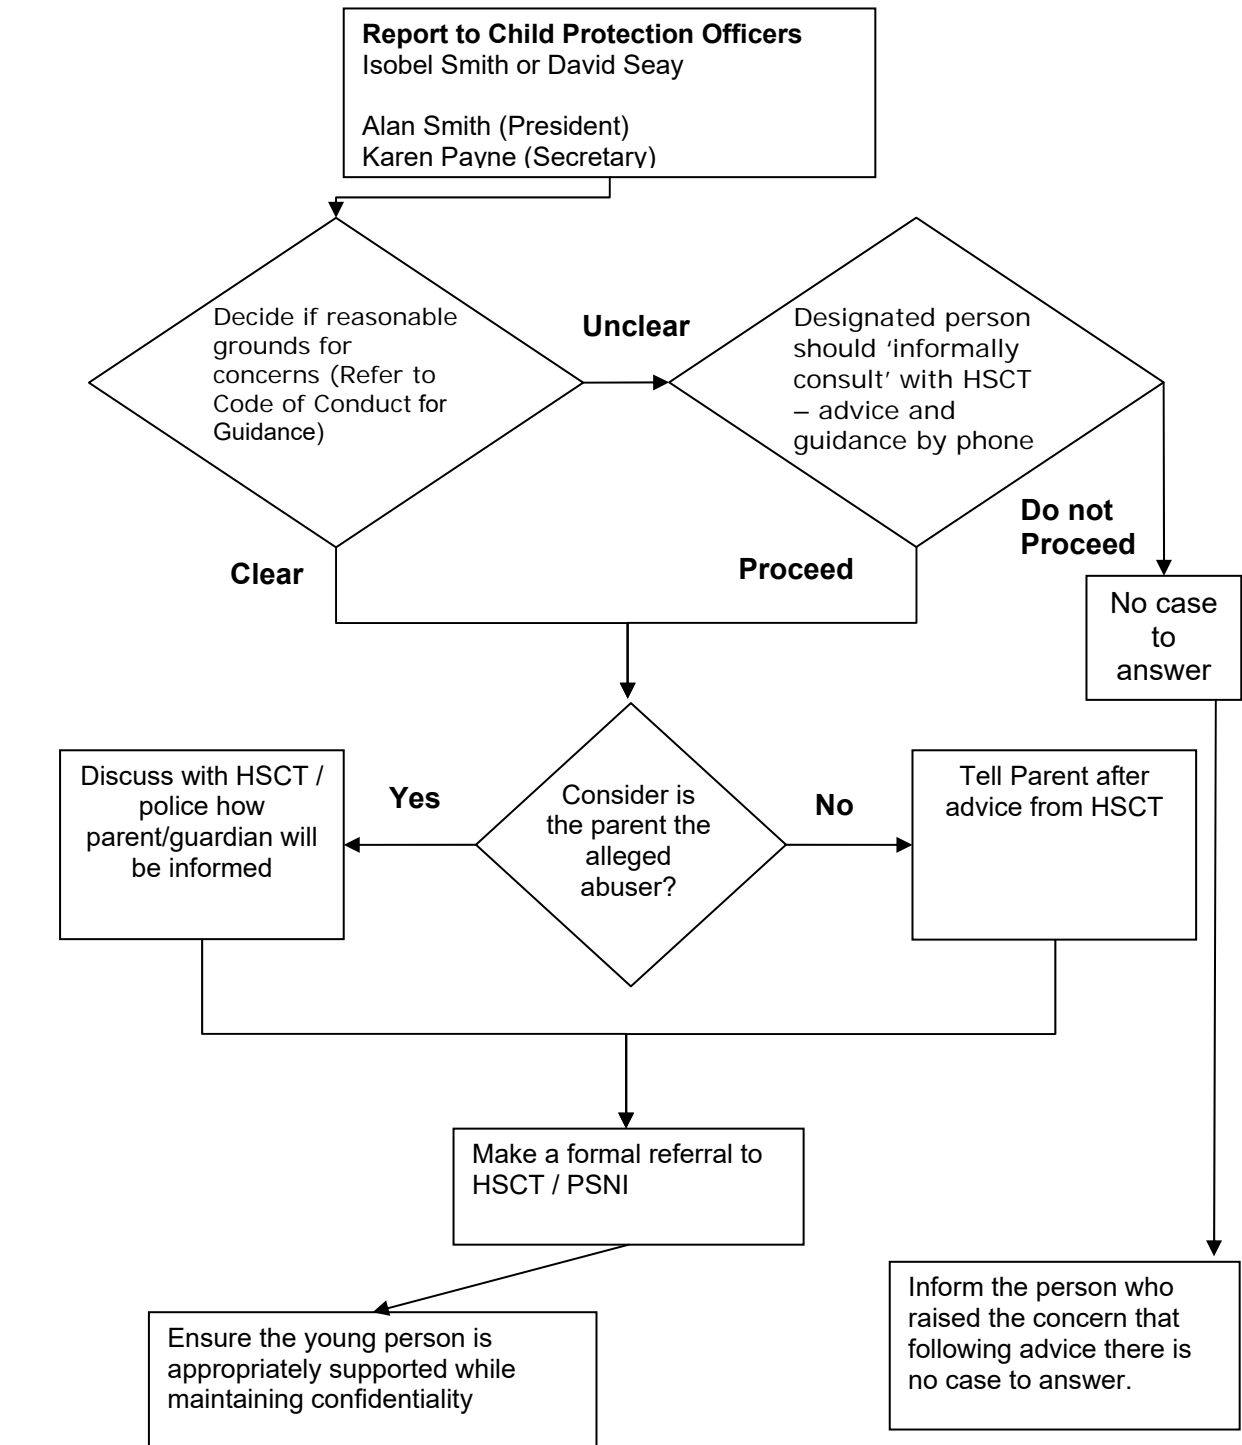 Report to Child Protection Officers
Isobel Smith or David Seay
Alan Smith (President)
Karen Payne (Secretary)
Decide if reasonable
grounds for
concerns (Refer to
Code of Conduct for
Guidance)
Unclear
Designated person
should ‘informally
consult’ with HSCT
– advice and
guidance by phone
Do not
Proceed
Clear
Proceed
No case
to
answer
Discuss with HSCT /
police how
parent/guardian will
be informed
Yes
Consider is
the parent the
alleged
abuser?
No
Tell Parent after
advice from HSCT
Make a formal referral to
HSCT / PSNI
Ensure the young person is
appropriately supported while
maintaining confidentiality
Inform the person who
raised the concern that
following advice there is
no case to answer.